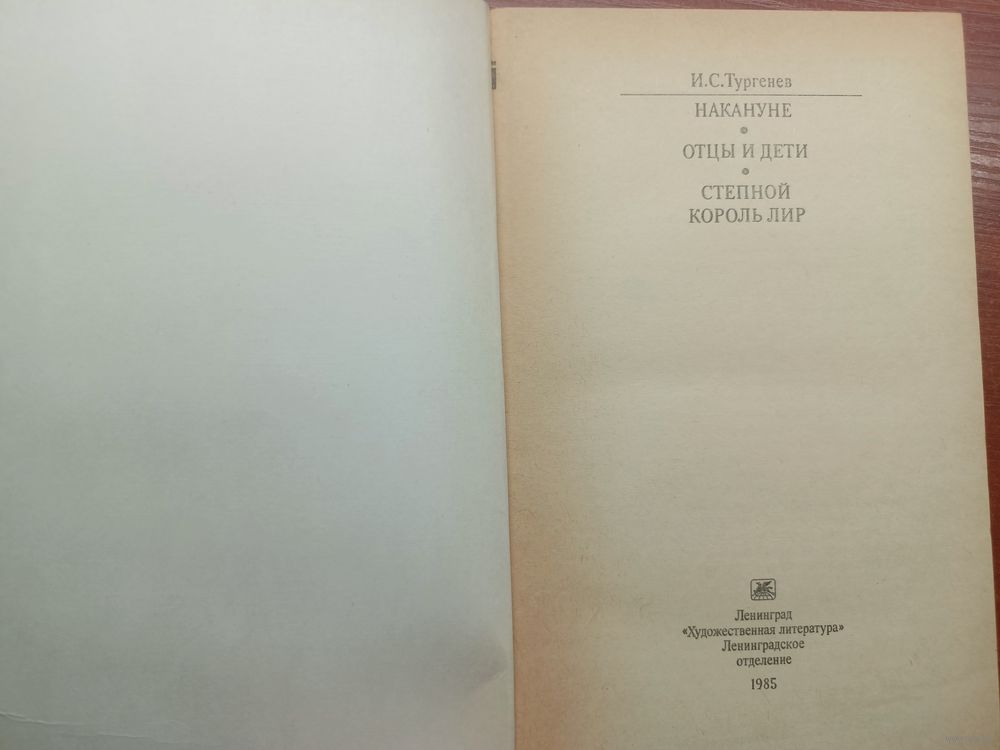 И.С.Тургенев
НАКАНУНЕ
ОТЦЫ И ДЕТИ
СТЕПНОЙ
КОРОЛЬ ЛИР
Ленинград
«Художественная литература»
Ленинградское
отделение
1985